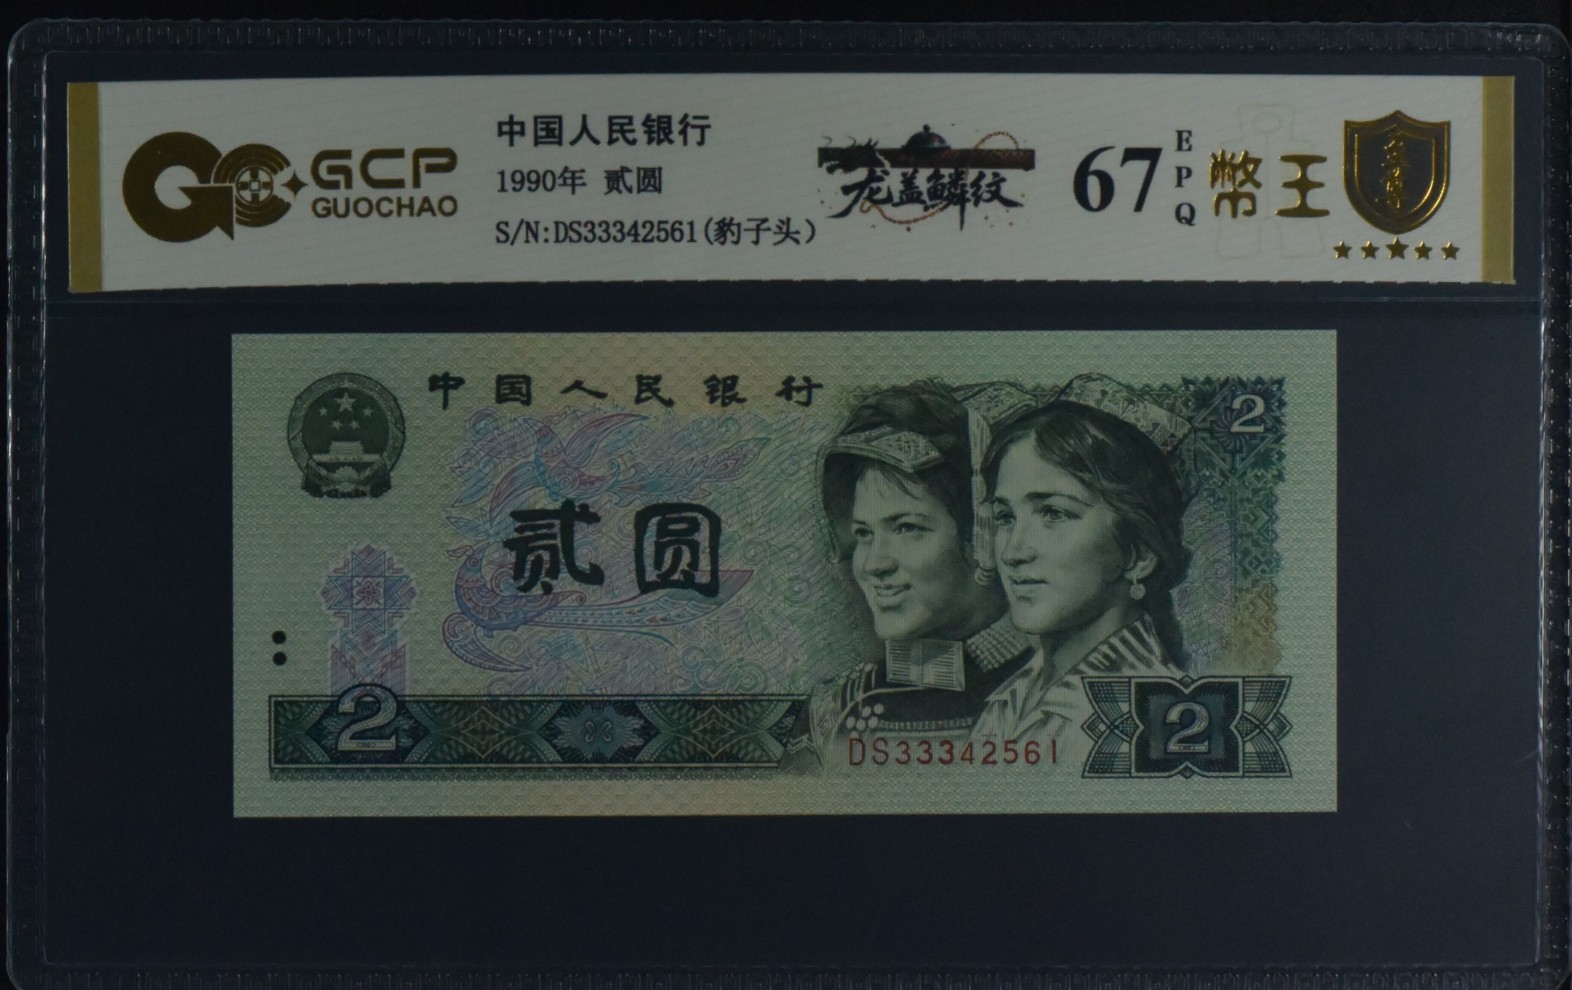 GCP
GUOCHAO
中国人民银行
1990年 贰圆
S/N:DS33342561(豹子头)
龙盖鳞纹
67
EPQ
幣王
至尊
中国人民银行
2
贰圆
2
DS33342561
2